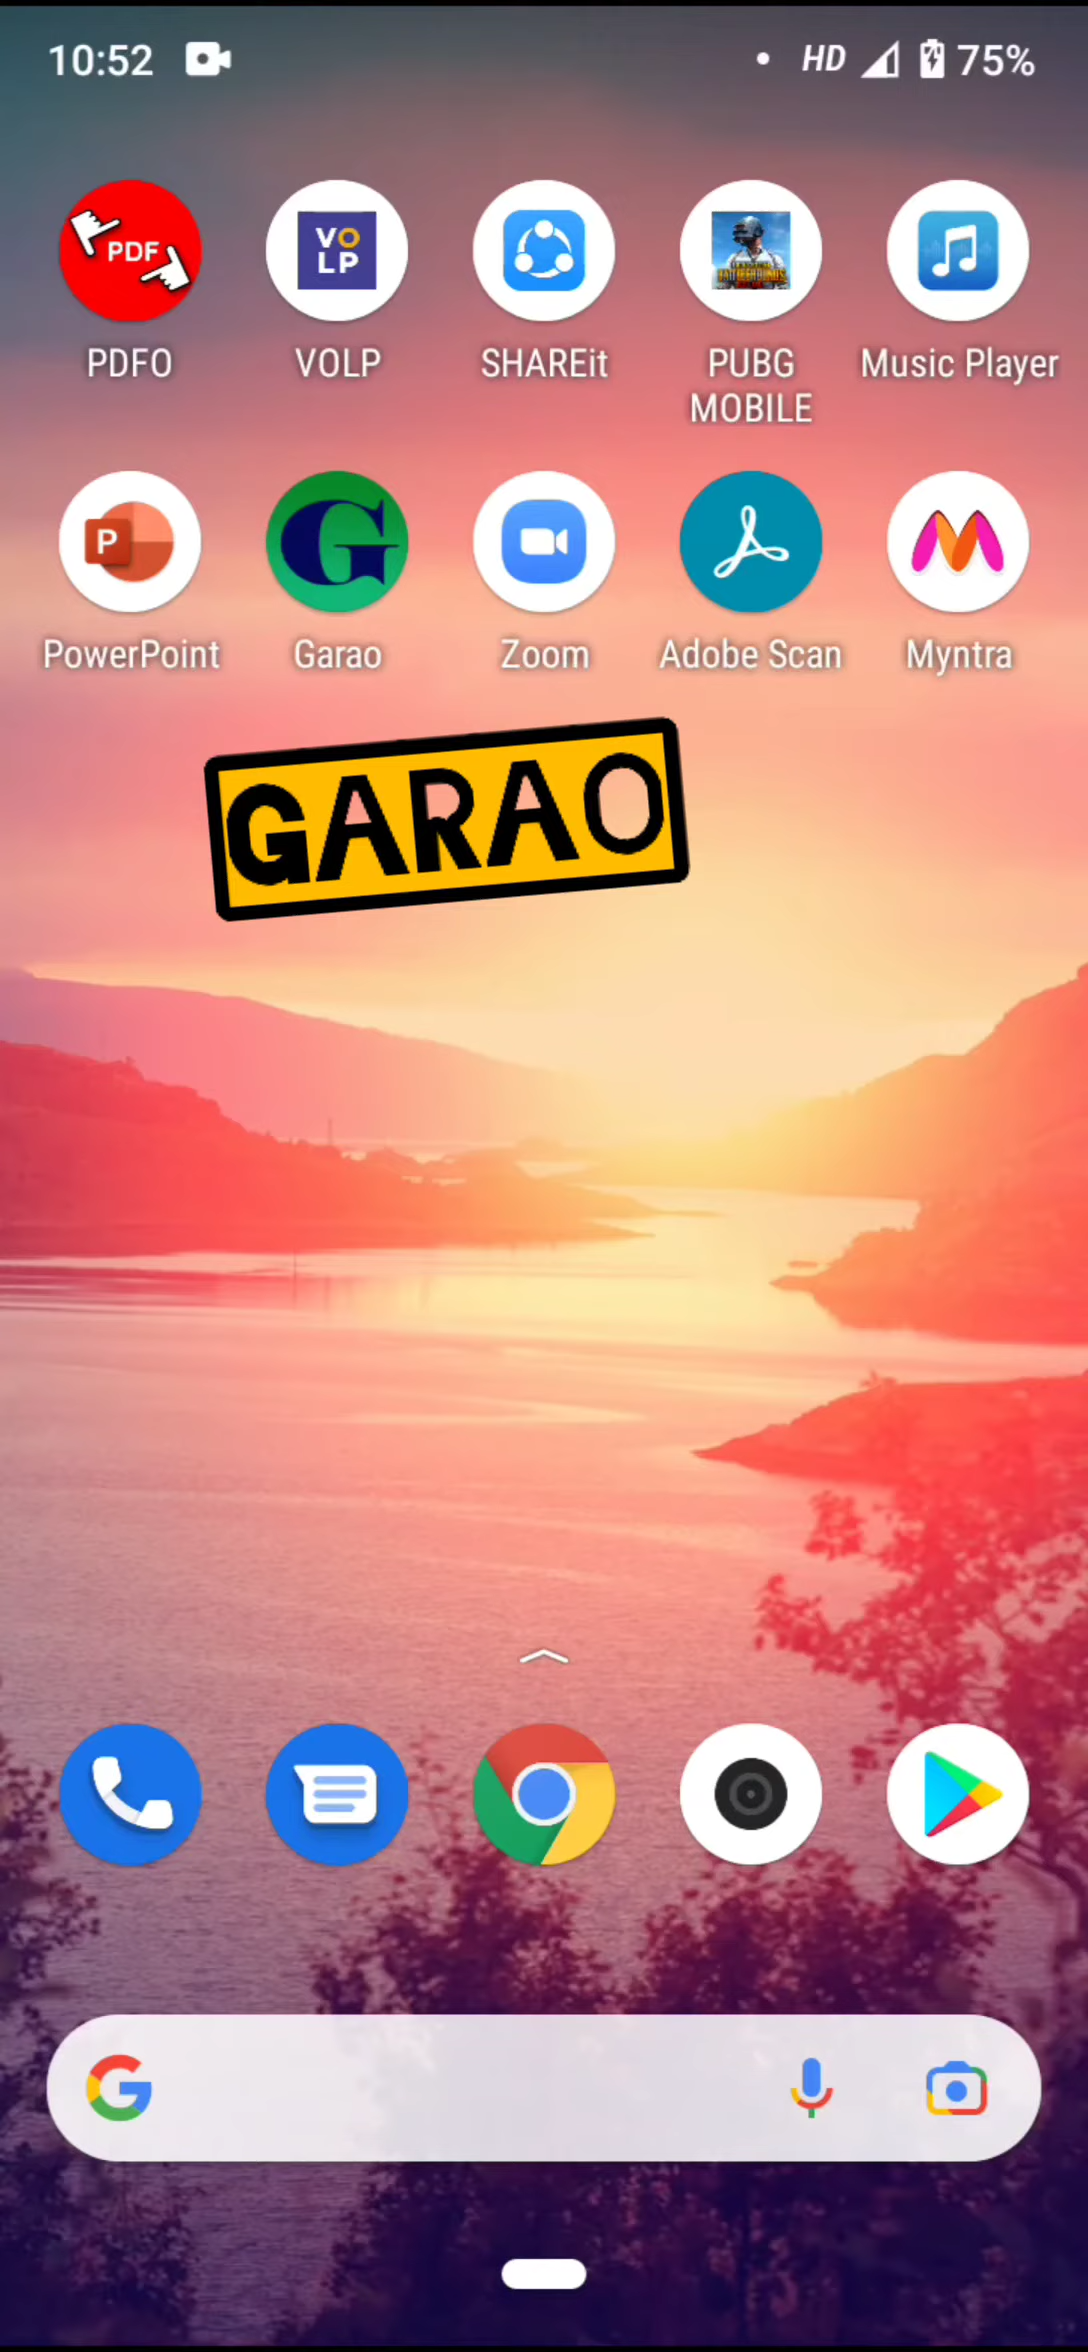 10:52 HD 75%
PDF VO
LP
BATTLEGROUNDS
PDFO VOLP SHAREit PUBG
MOBILE Music Player
P G
PowerPoint Garao Zoom Adobe Scan Myntra
GARAO
G